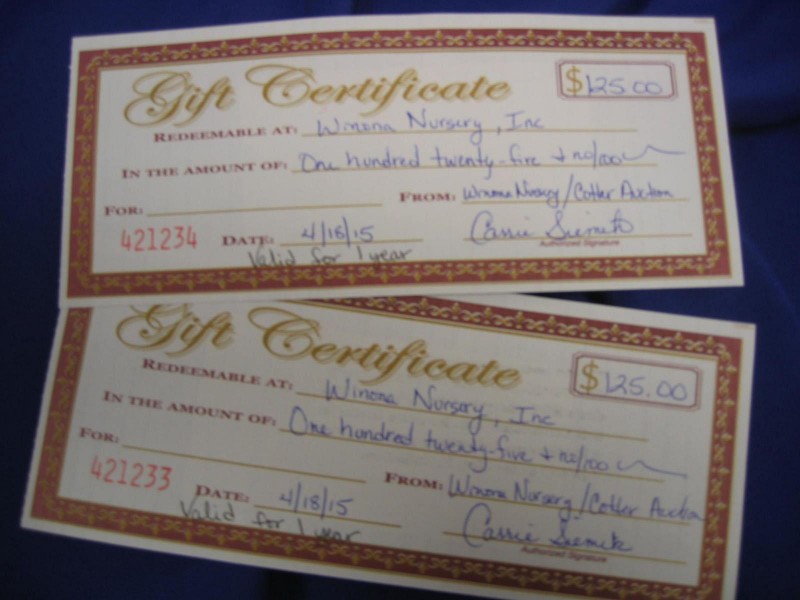 Gift Certificate
$125.00
REDEEMABLE AT: Winona Nursery, Inc
IN THE AMOUNT OF: One hundred twenty-five + no/100
FOR:
FROM: Winona Nursery/Cotter Auction
421234
DATE: 4/18/15
Cassie
Authorized Signature
Valid for 1 year
Gift Certificate
$125.00
REDEEMABLE AT: Winona Nursery, Inc
IN THE AMOUNT OF: One hundred twenty-five + no/100
FOR:
FROM: Winona Nursery/Cotter Auction
421233
DATE: 4/18/15
Cassie
Authorized Signature
Valid for 1 year